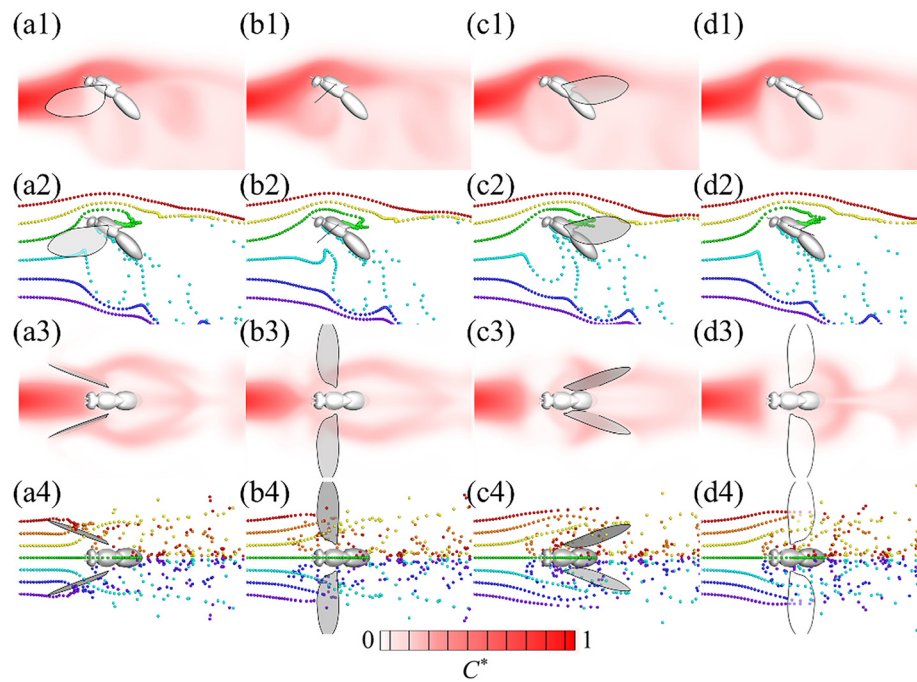 (a1) (b1) (c1) (d1)
(a2) (b2) (c2) (d2)
(a3) (b3) (c3) (d3)
(a4) (b4) (c4) (d4)
0 1
C*